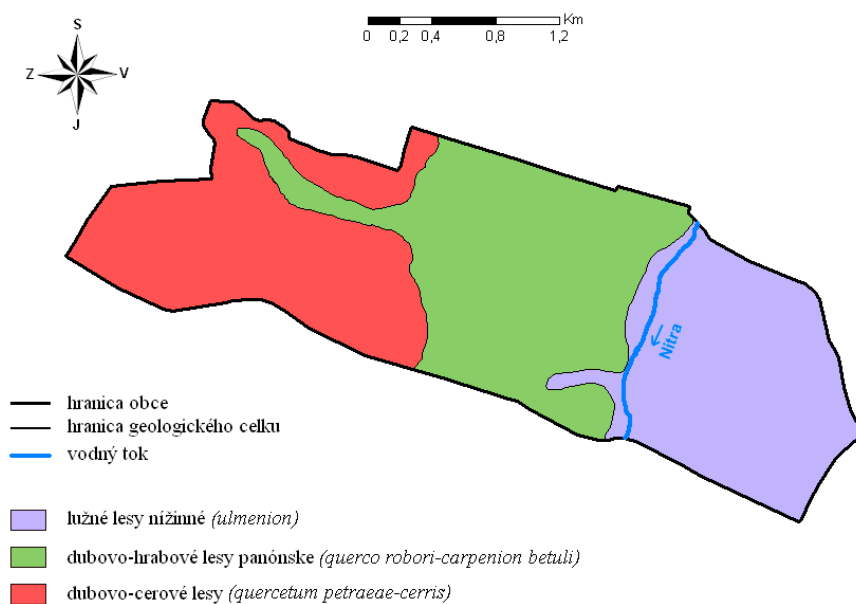 S
Z V
J
Km
0 0,2 0,4 0,8 1,2
Nitra
hranica obce
hranica geologického celku
vodný tok
lužné lesy nížinné (ulmenion)
dubovo-hrabové lesy panónske (querco robori-carpenion betuli)
dubovo-cerové lesy (quercetum petraeae-cerris)